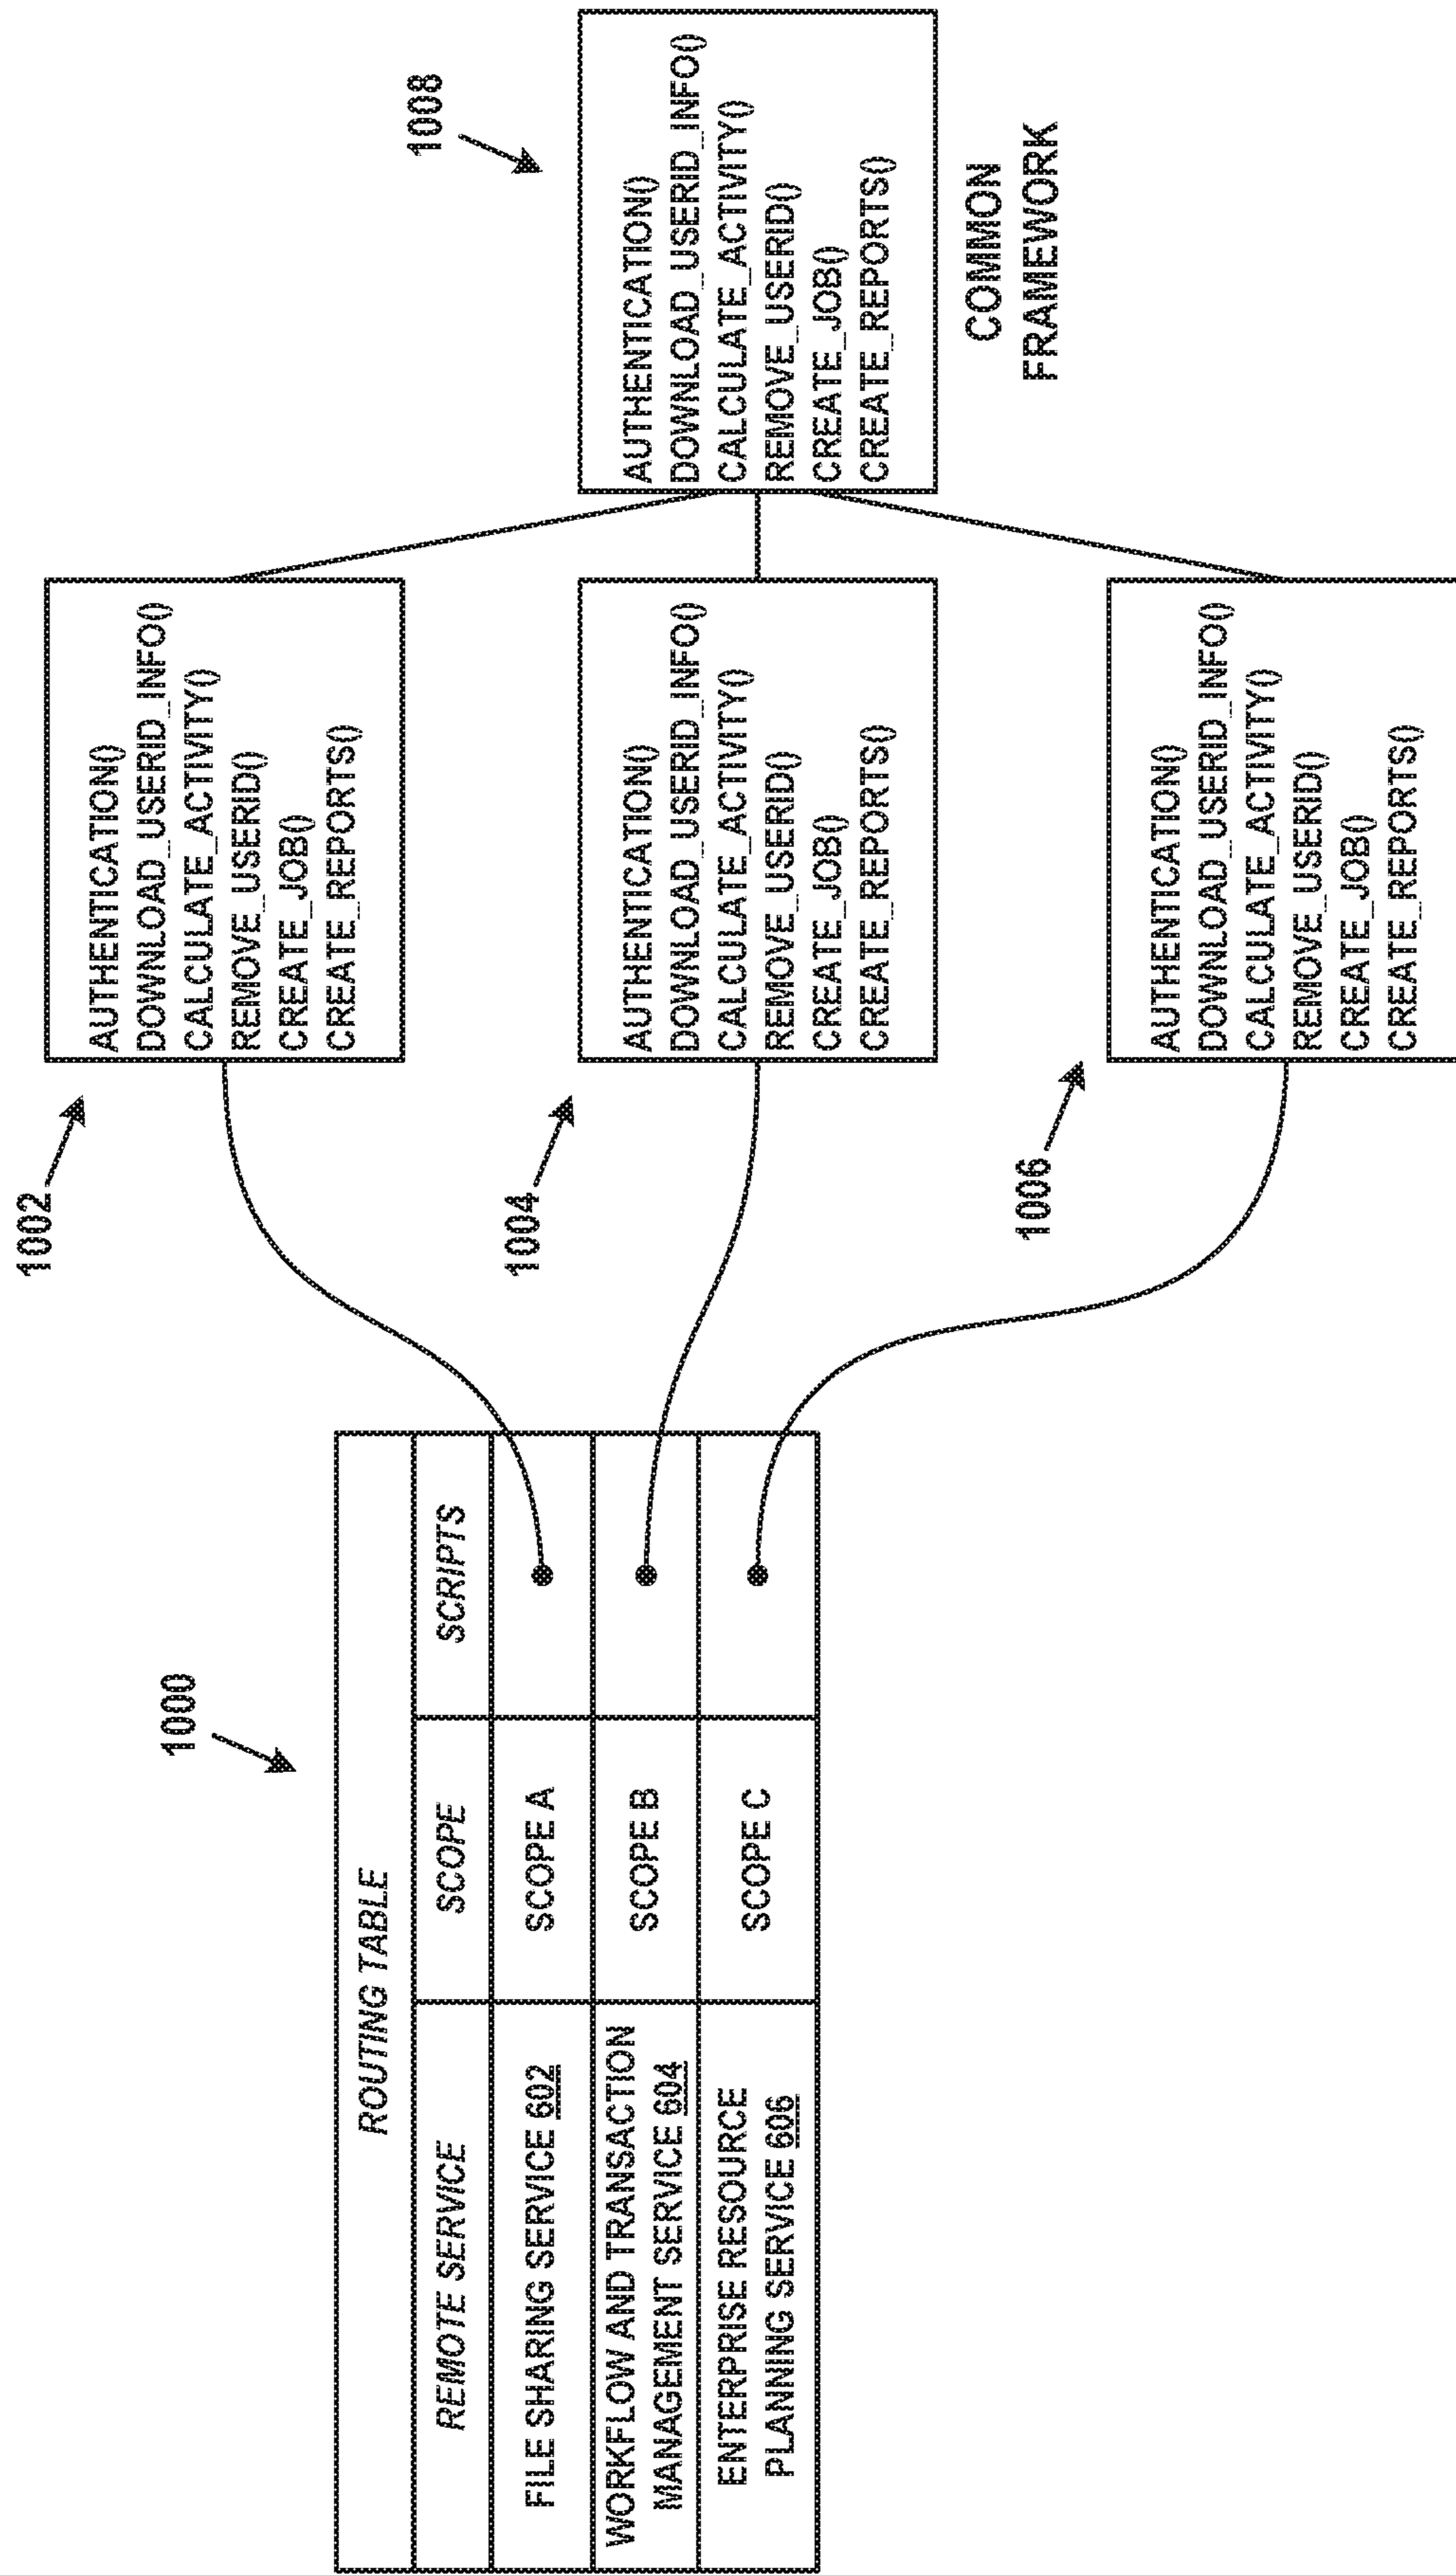 1000
ROUTING TABLE
REMOTE SERVICE
SCOPE
SCRIPTS
FILE SHARING SERVICE 602
SCOPE A
WORKFLOW AND TRANSACTION
MANAGEMENT SERVICE 604
SCOPE B
ENTERPRISE RESOURCE
PLANNING SERVICE 606
SCOPE C
1002
AUTHENTICATION()
DOWNLOAD_USERID_INFO()
CALCULATE_ACTIVITY()
REMOVE_USERID()
CREATE_JOB()
CREATE_REPORTS()
1004
AUTHENTICATION()
DOWNLOAD_USERID_INFO()
CALCULATE_ACTIVITY()
REMOVE_USERID()
CREATE_JOB()
CREATE_REPORTS()
1006
AUTHENTICATION()
DOWNLOAD_USERID_INFO()
CALCULATE_ACTIVITY()
REMOVE_USERID()
CREATE_JOB()
CREATE_REPORTS()
1008
AUTHENTICATION()
DOWNLOAD_USERID_INFO()
CALCULATE_ACTIVITY()
REMOVE_USERID()
CREATE_JOB()
CREATE_REPORTS()
COMMON
FRAMEWORK